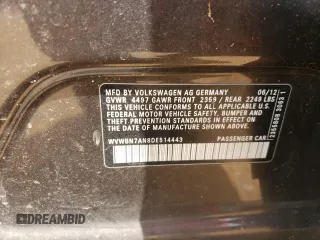 MFD BY VOLKSWAGEN AG GERMANY 06/12
GVWR 4497 GAWR FRONT 2359 / REAR 2249 LBS
THIS VEHICLE CONFORMS TO ALL APPLICABLE
FEDERAL MOTOR VEHICLE SAFETY, BUMPER AND
THEFT PREVENTION STANDARDS IN EFFECT ON THE
DATE OF MANUFACTURE SHOWN ABOVE.
WVWBN7AN8DE514443 PASSENGER CAR
DREAMBID